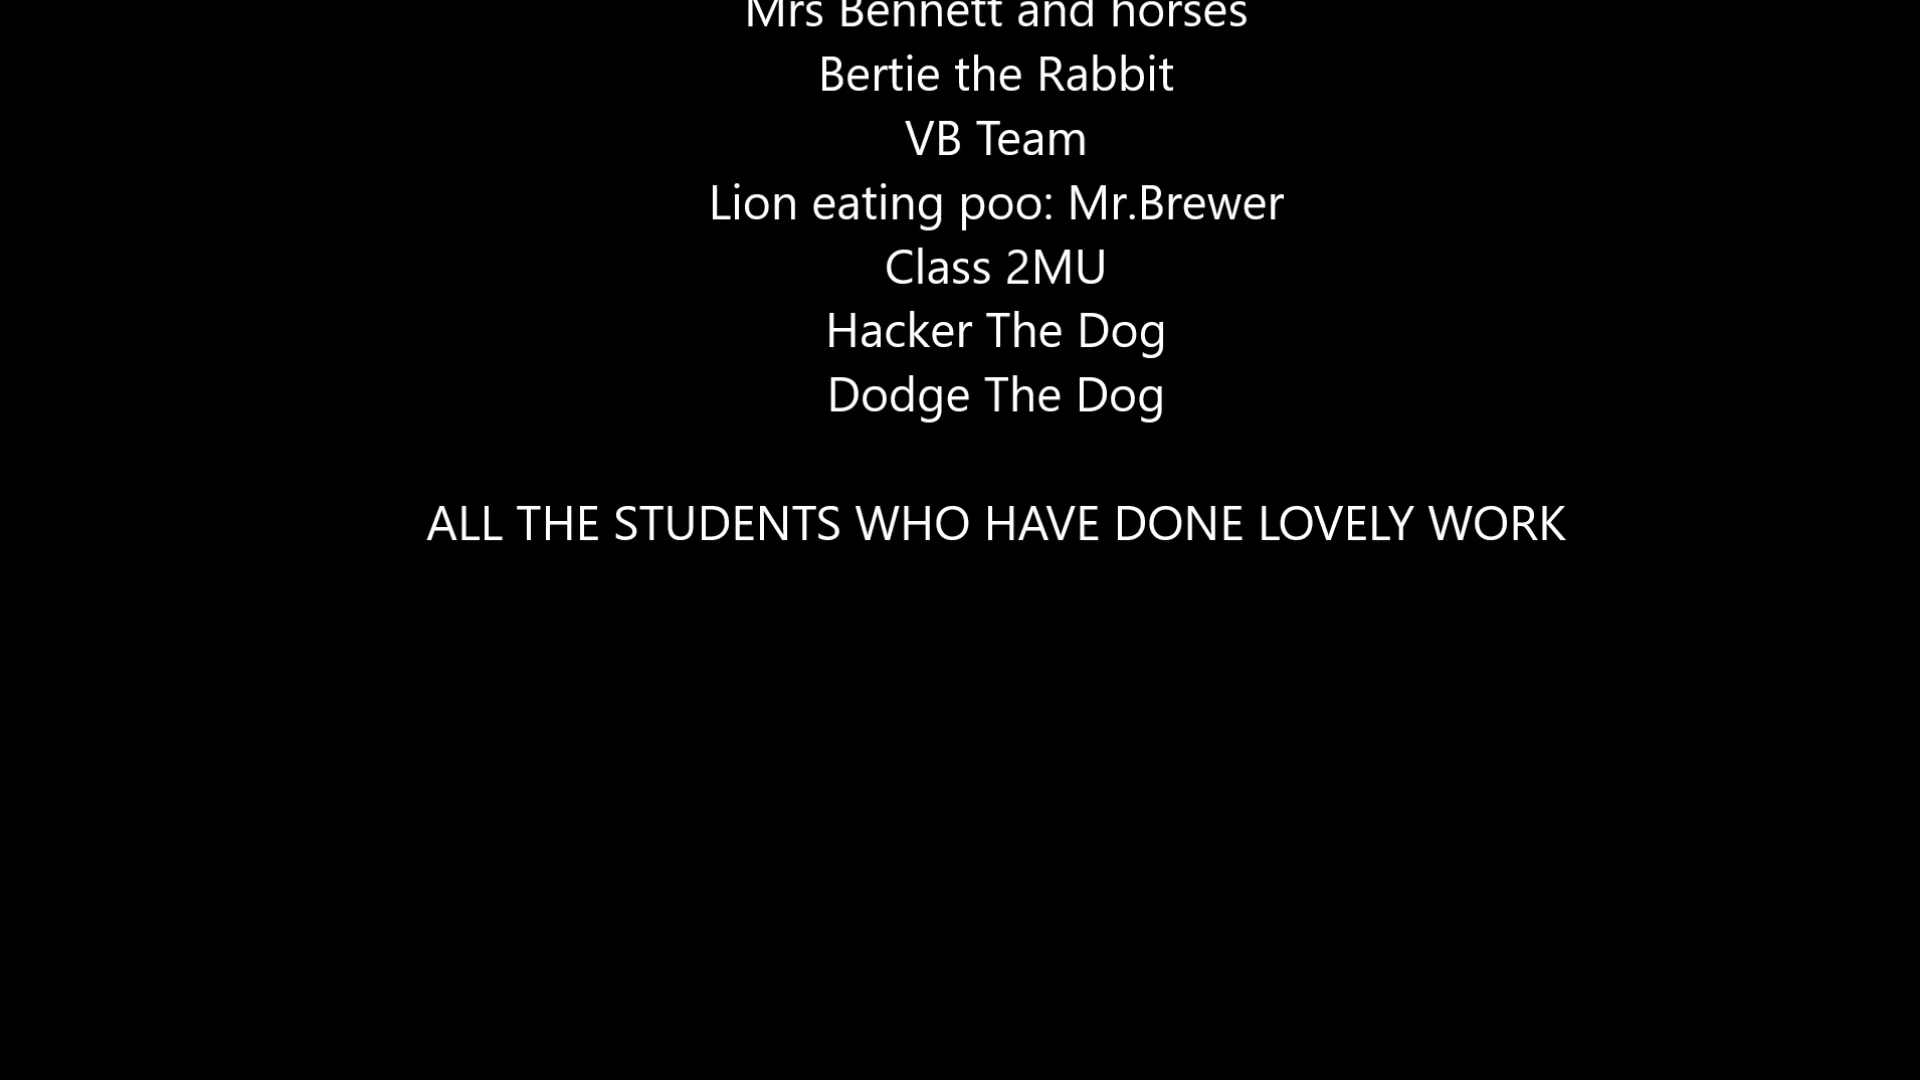 Mrs Bennett and horses
Bertie the Rabbit
VB Team
Lion eating poo: Mr.Brewer
Class 2MU
Hacker The Dog
Dodge The Dog
ALL THE STUDENTS WHO HAVE DONE LOVELY WORK